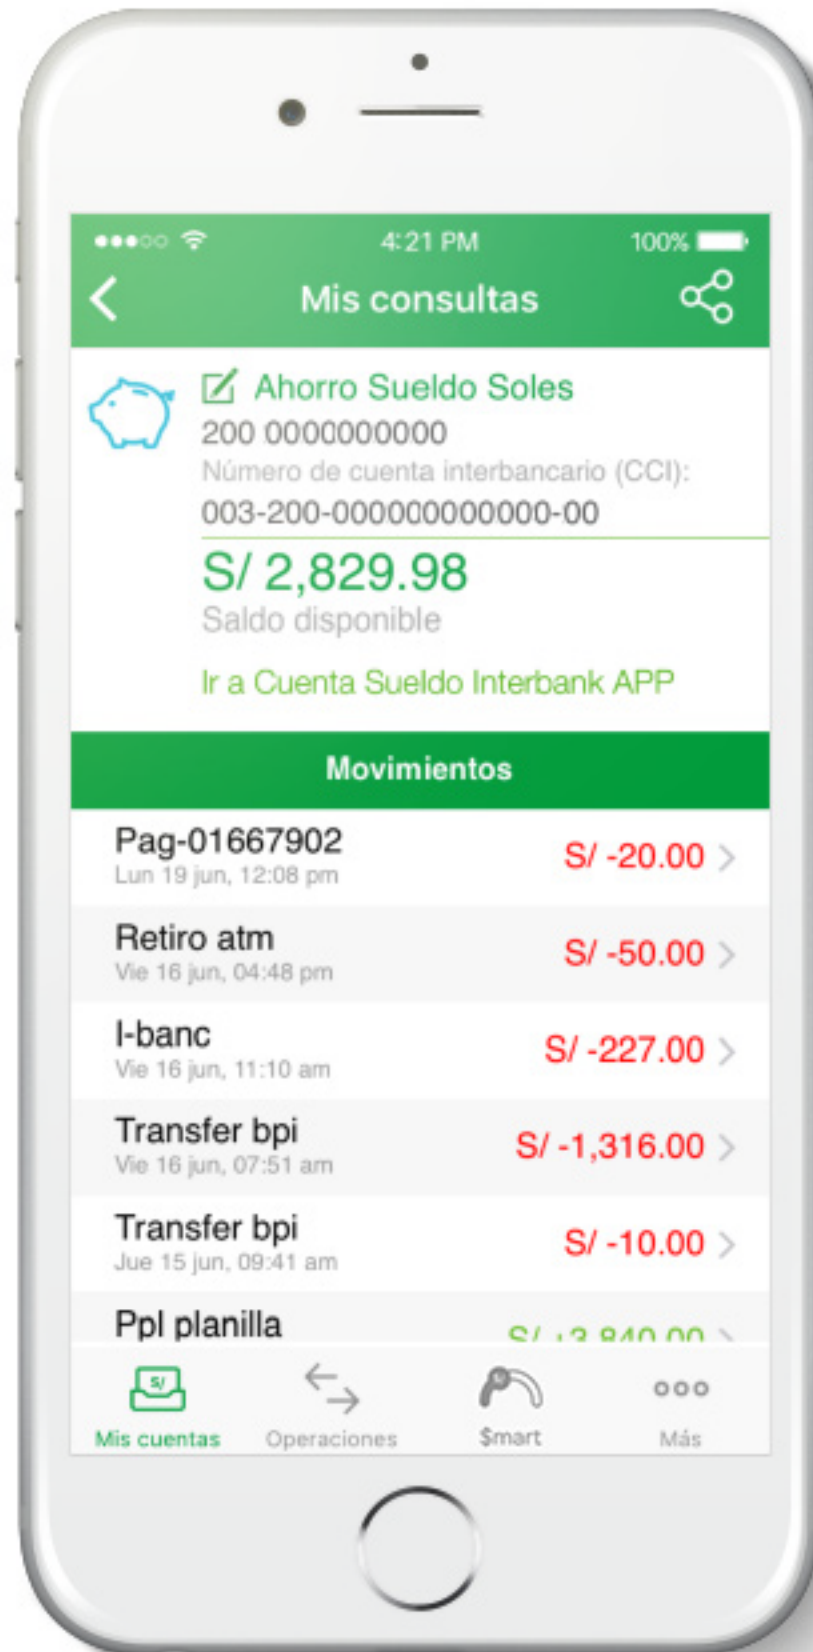 4:21 PM
100%
Mis consultas
Ahorro Sueldo Soles
200 0000000000
Número de cuenta interbancario (CCI):
003-200-000000000000-00
S/ 2,829.98
Saldo disponible
Ir a Cuenta Sueldo Interbank APP
Movimientos
Pag-01667902
S/ -20.00
Lun 19 jun, 12:08 pm
Retiro atm
S/ -50.00
Vie 16 jun, 04:48 pm
I-banc
S/ -227.00
Vie 16 jun, 11:10 am
Transfer bpi
S/ -1,316.00
Vie 16 jun, 07:51 am
Transfer bpi
S/ -10.00
Jue 15 jun, 09:41 am
Ppl planilla
S/ +3,840.00
S/
Mis cuentas
Operaciones
$mart
Más